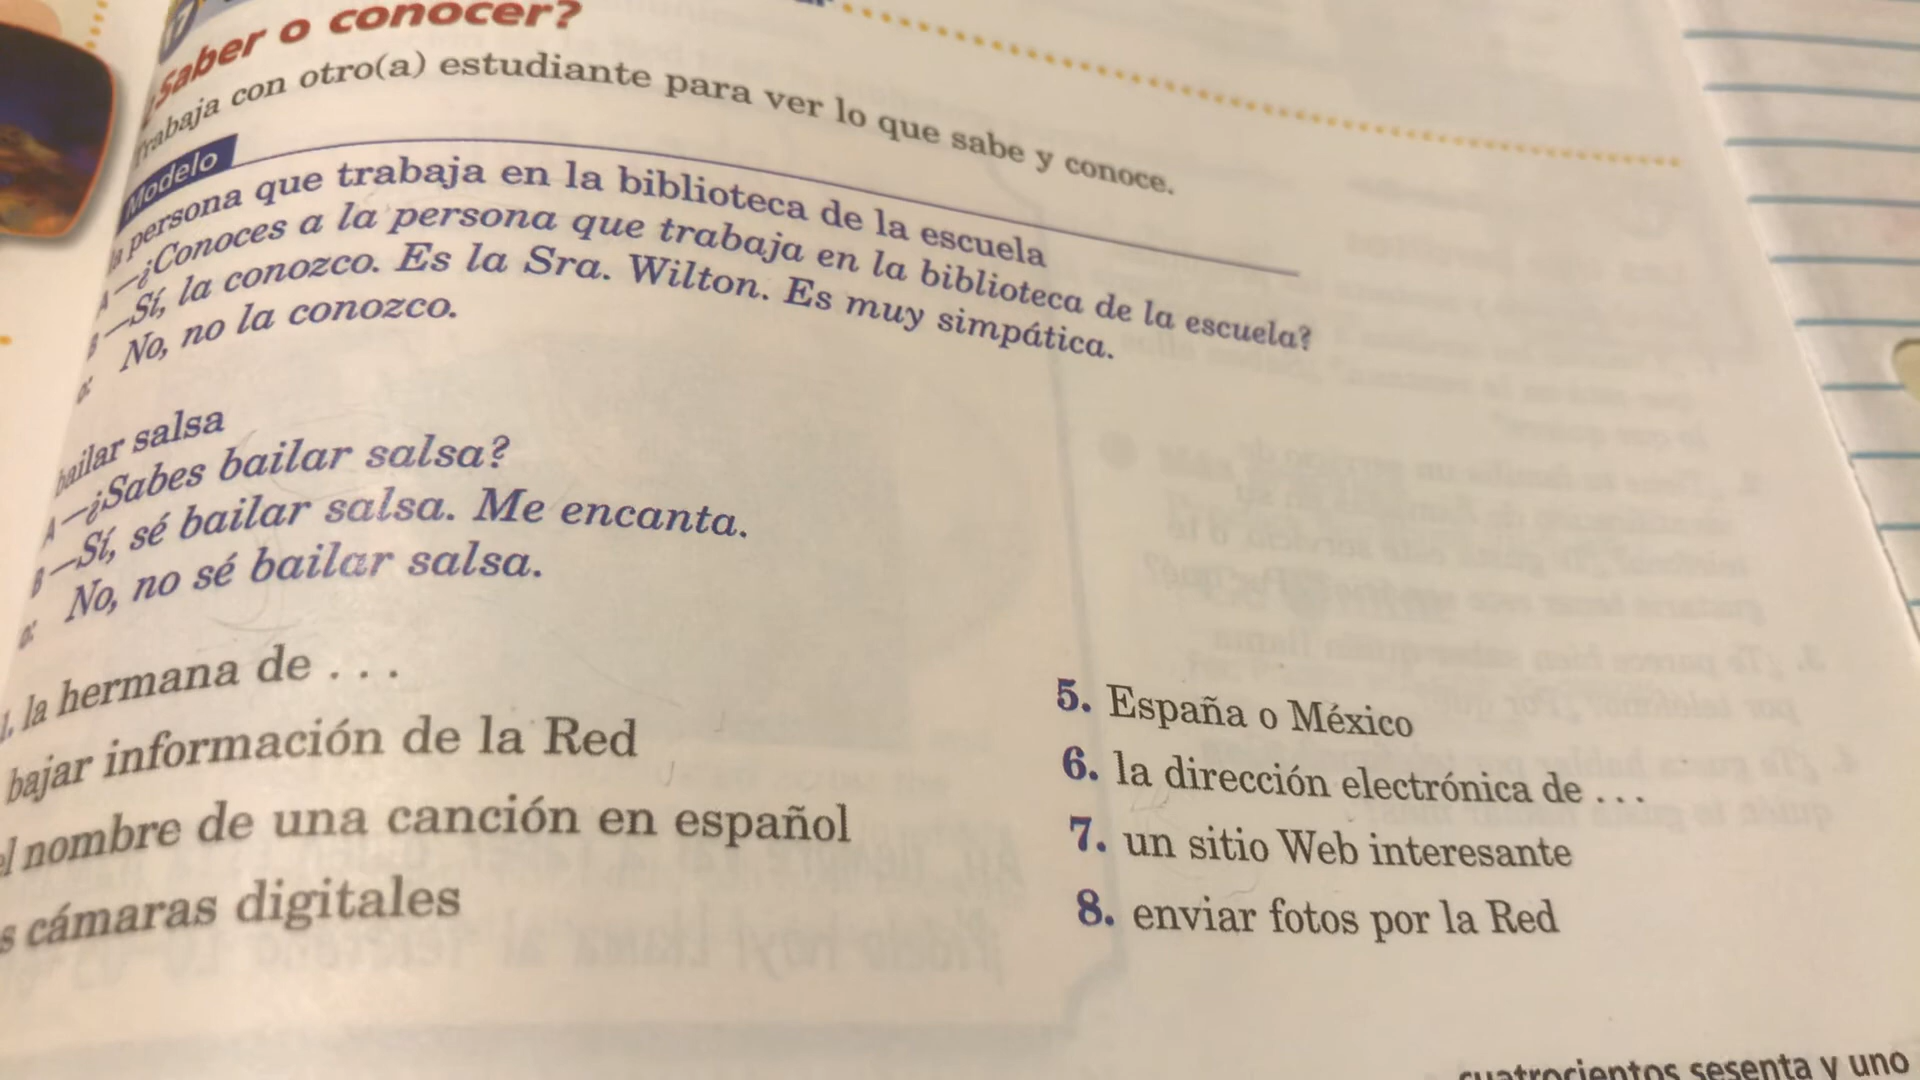 ¿Saber o conocer?
Trabaja con otro(a) estudiante para ver lo que sabe y conoce.
Modelo
la persona que trabaja en la biblioteca de la escuela
A —¿Conoces a la persona que trabaja en la biblioteca de la escuela?
B —Sí, la conozco. Es la Sra. Wilton. Es muy simpática.
o: No, no la conozco.
bailar salsa
A —¿Sabes bailar salsa?
B —Sí, sé bailar salsa. Me encanta.
o: No, no sé bailar salsa.
1. la hermana de . . .
bajar información de la Red
el nombre de una canción en español
cámaras digitales
5. España o México
6. la dirección electrónica de . . .
7. un sitio Web interesante
8. enviar fotos por la Red
cuatrocientos sesenta y uno